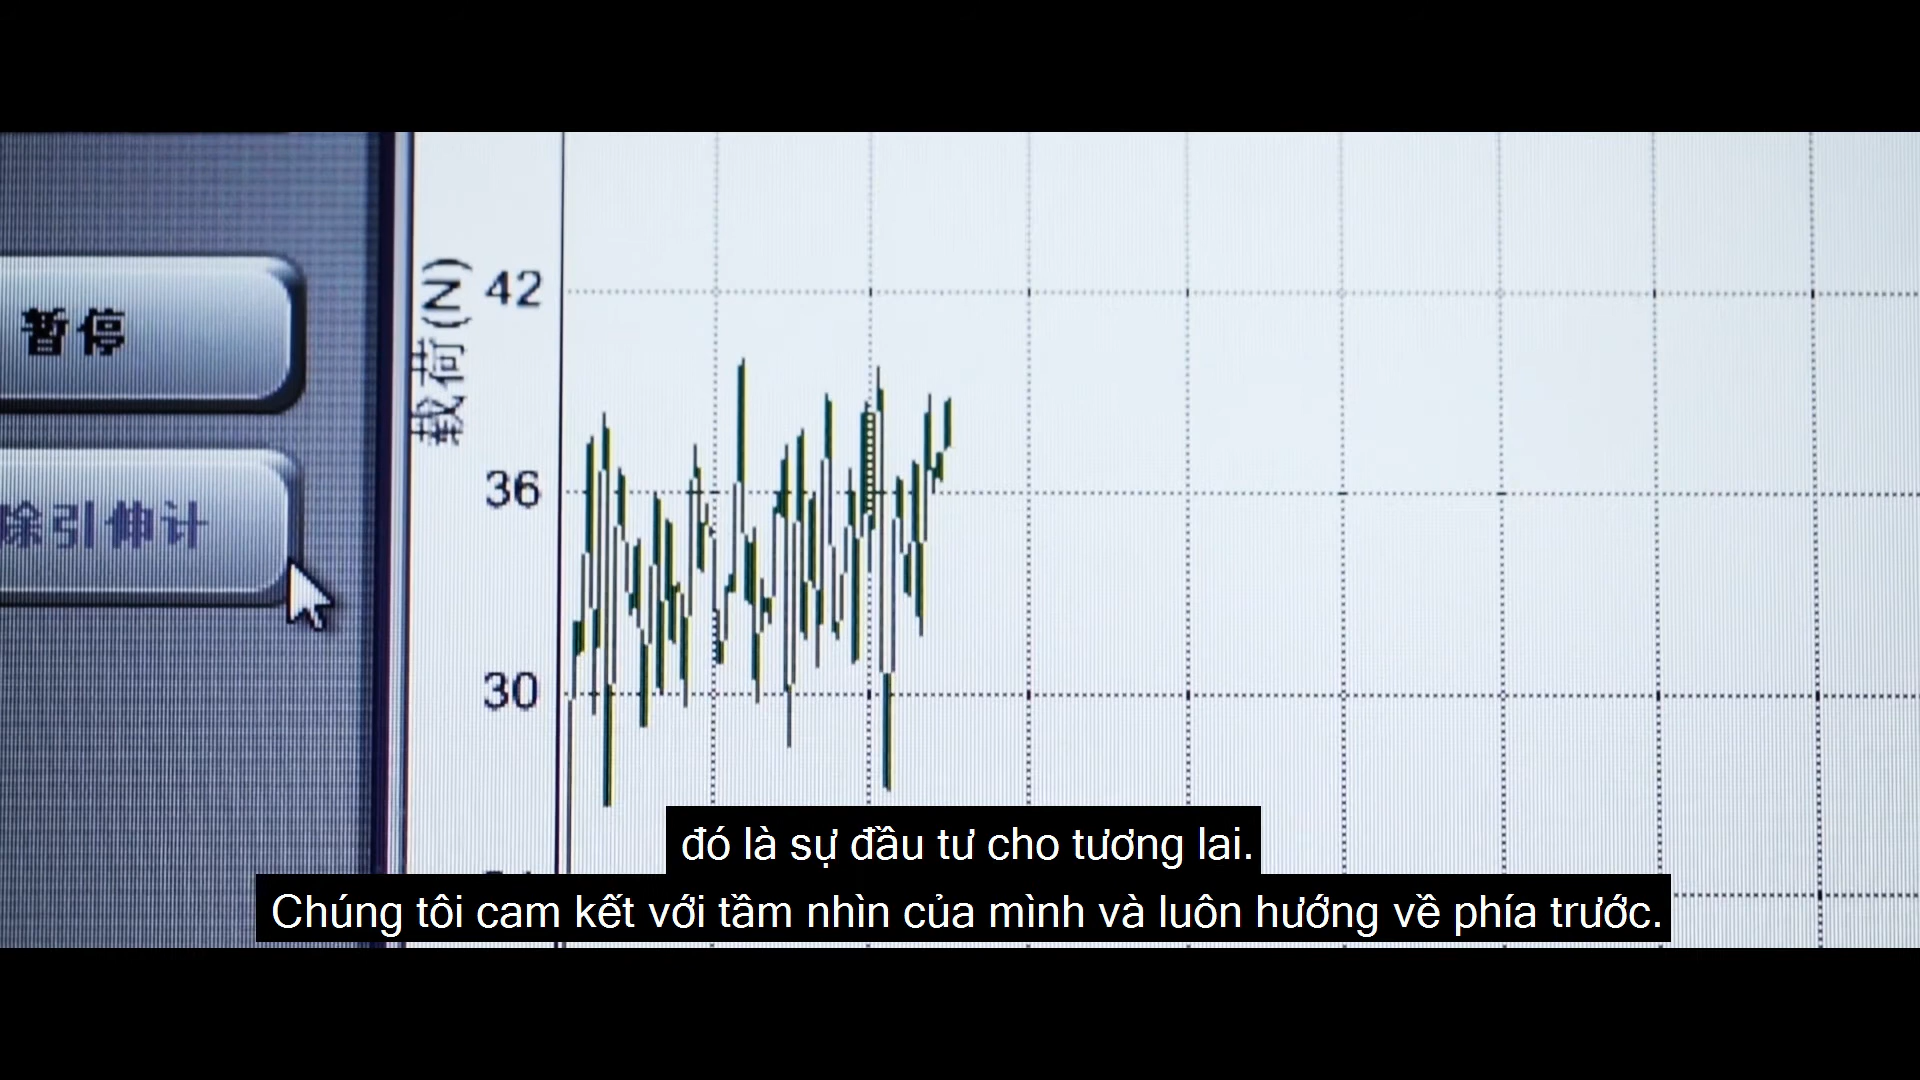 暂停
除引伸计
载荷(N)
42
36
30
đó là sự đầu tư cho tương lai.
Chúng tôi cam kết với tầm nhìn của mình và luôn hướng về phía trước.